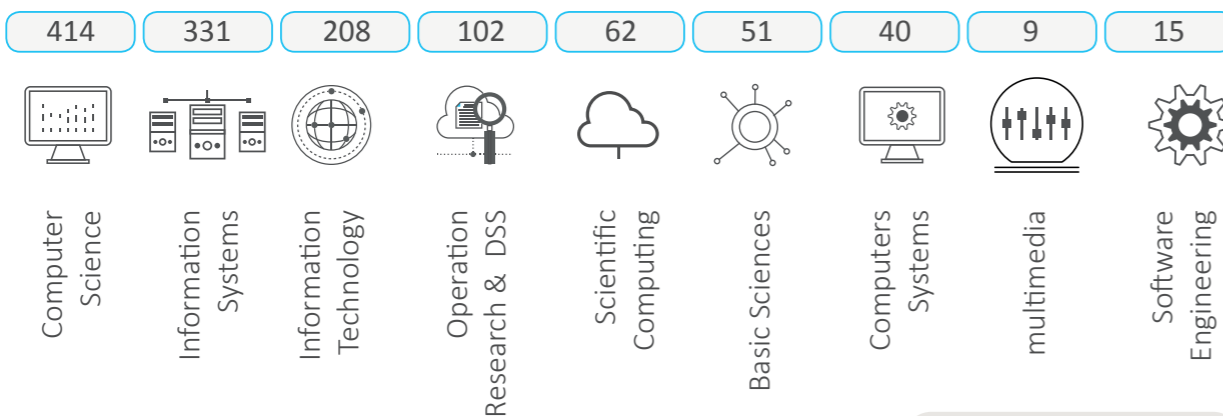 414
331
208
102
62
51
40
9
15
Computer
Science
Information
Systems
Information
Technology
Operation
Research & DSS
Scientific
Computing
Basic Sciences
Computers
Systems
multimedia
Software
Engineering